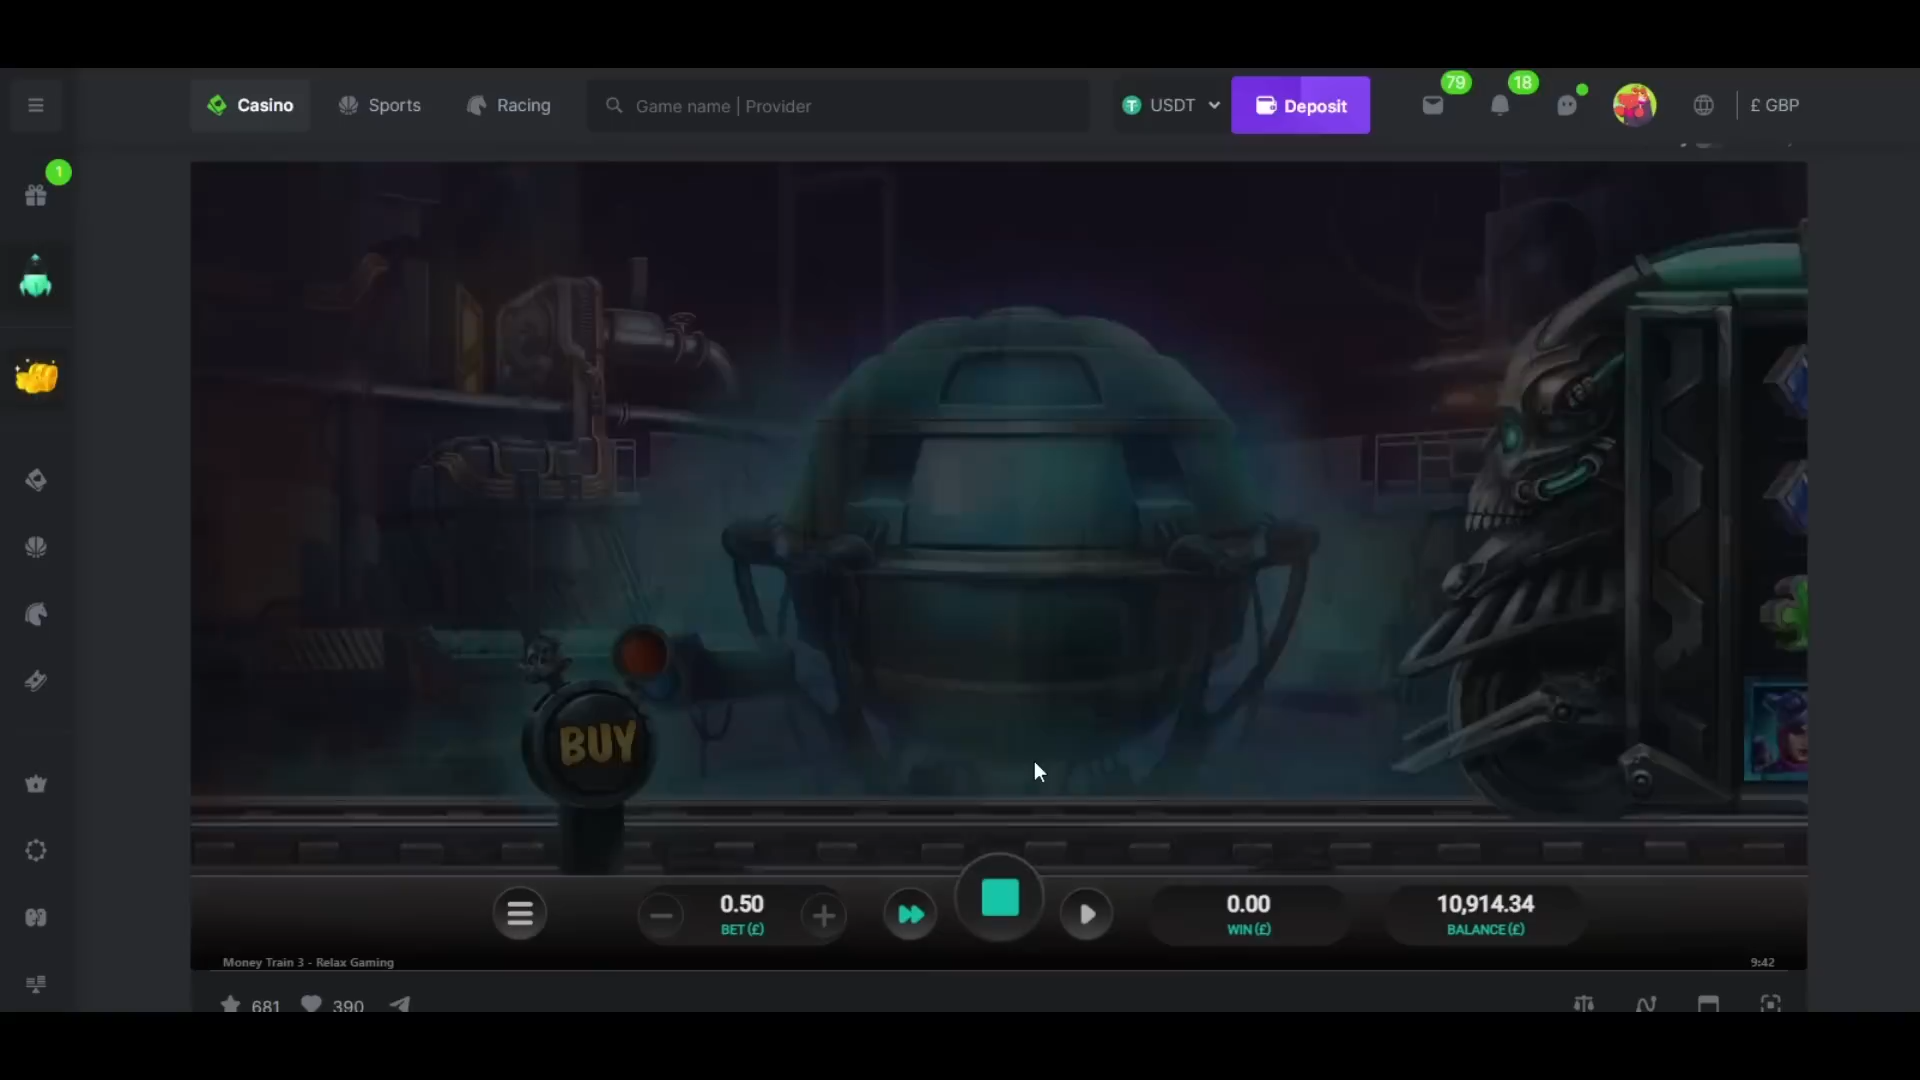 Casino
Sports
Racing
Game name | Provider
USDT
Deposit
79
18
£ GBP
1
BUY
0.50
BET (£)
0.00
WIN (£)
10,914.34
BALANCE (£)
Money Train 3 - Relax Gaming
9:42
681
390